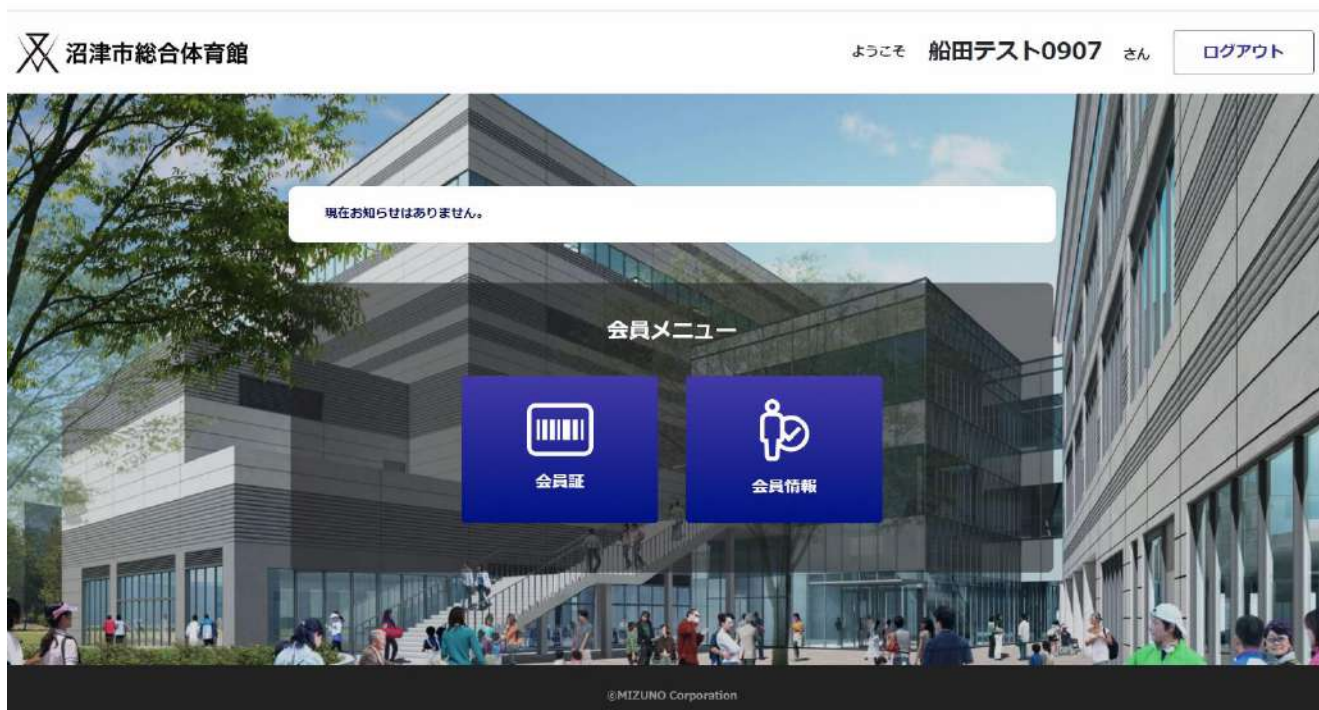 沼津市総合体育館
ようこそ 船田テスト0907 さん ログアウト
現在お知らせはありません。
会員メニュー
会員証 会員情報
©MIZUNO Corporation